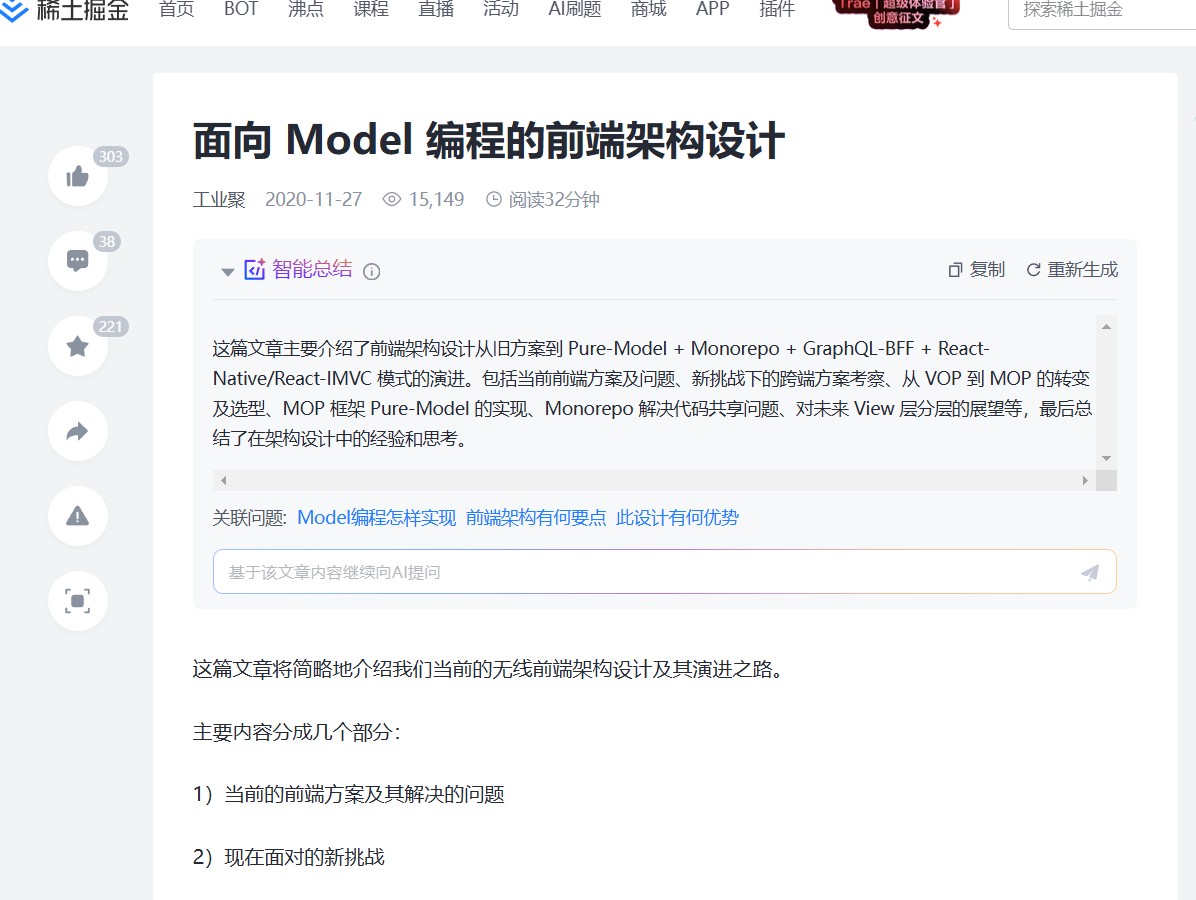 稀土掘金
首页 BOT 沸点 课程 直播 活动 AI刷题 商城 APP 插件
Trae「超级体验官」
创意征文
探索稀土掘金
面向 Model 编程的前端架构设计
303
工业聚 2020-11-27 15,149 阅读32分钟
38
智能总结 复制 重新生成
221
这篇文章主要介绍了前端架构设计从旧方案到 Pure-Model + Monorepo + GraphQL-BFF + React-
Native/React-IMVC 模式的演进。包括当前前端方案及问题、新挑战下的跨端方案考察、从 VOP 到 MOP 的转变
及选型、MOP 框架 Pure-Model 的实现、Monorepo 解决代码共享问题、对未来 View 层分层的展望等，最后总
结了在架构设计中的经验和思考。
关联问题: Model编程怎样实现 前端架构有何要点 此设计有何优势
基于该文章内容继续向AI提问
这篇文章将简略地介绍我们当前的无线前端架构设计及其演进之路。
主要内容分成几个部分：
1）当前的前端方案及其解决的问题
2）现在面对的新挑战